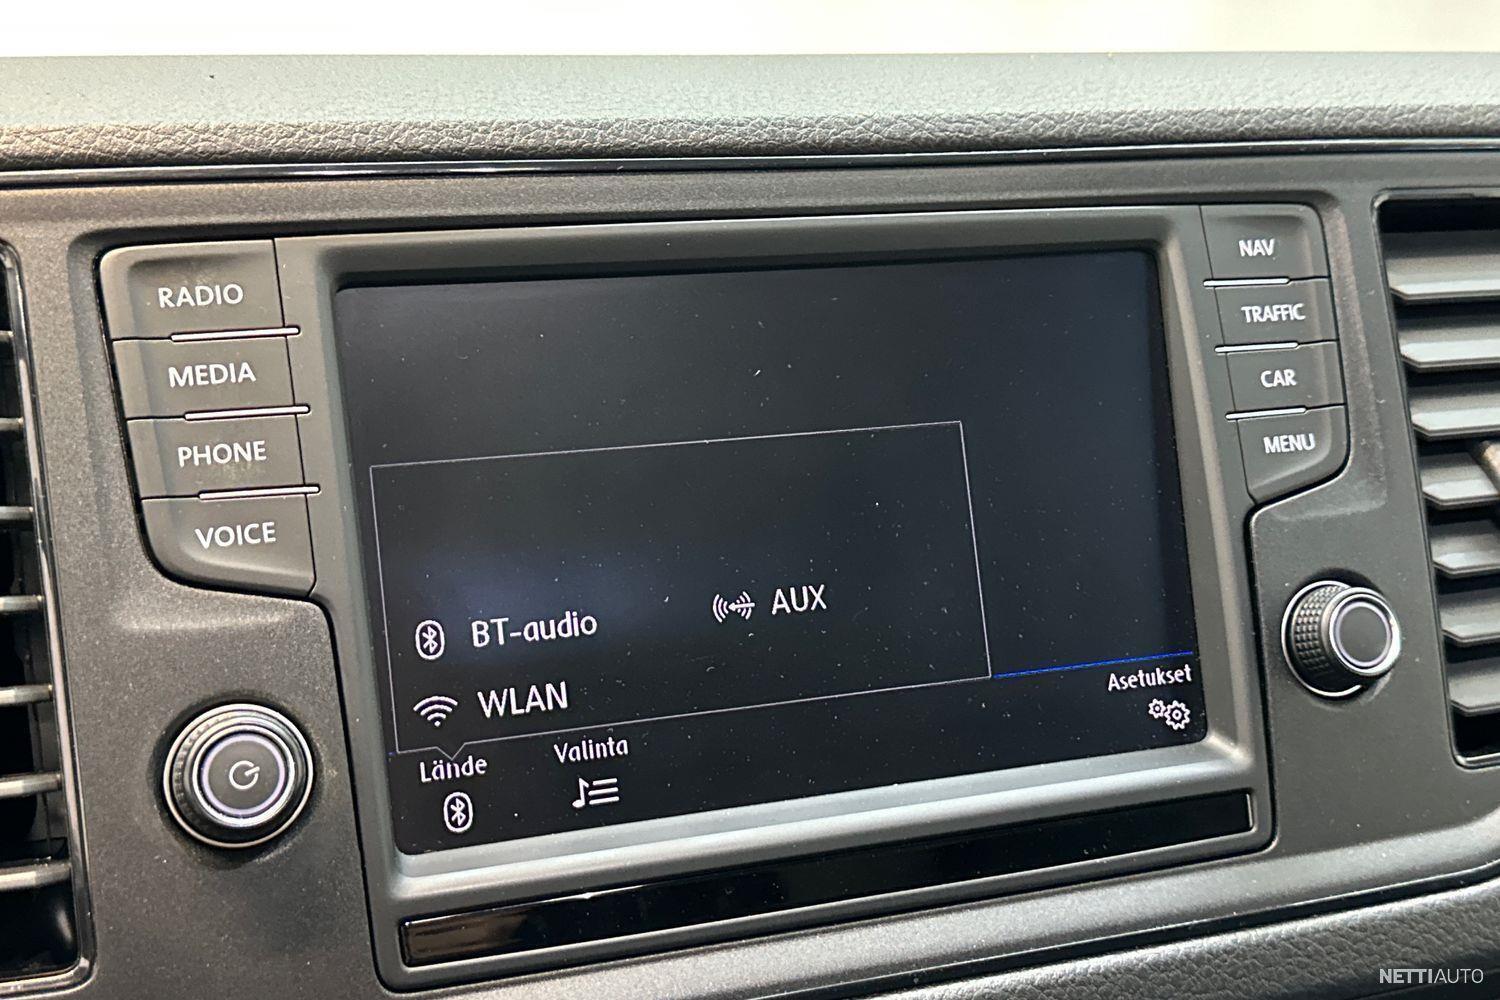 RADIO
MEDIA
PHONE
VOICE
NAV
TRAFFIC
CAR
MENU
BT-audio
AUX
WLAN
Lände
Valinta
Asetukset
NETTIAUTO